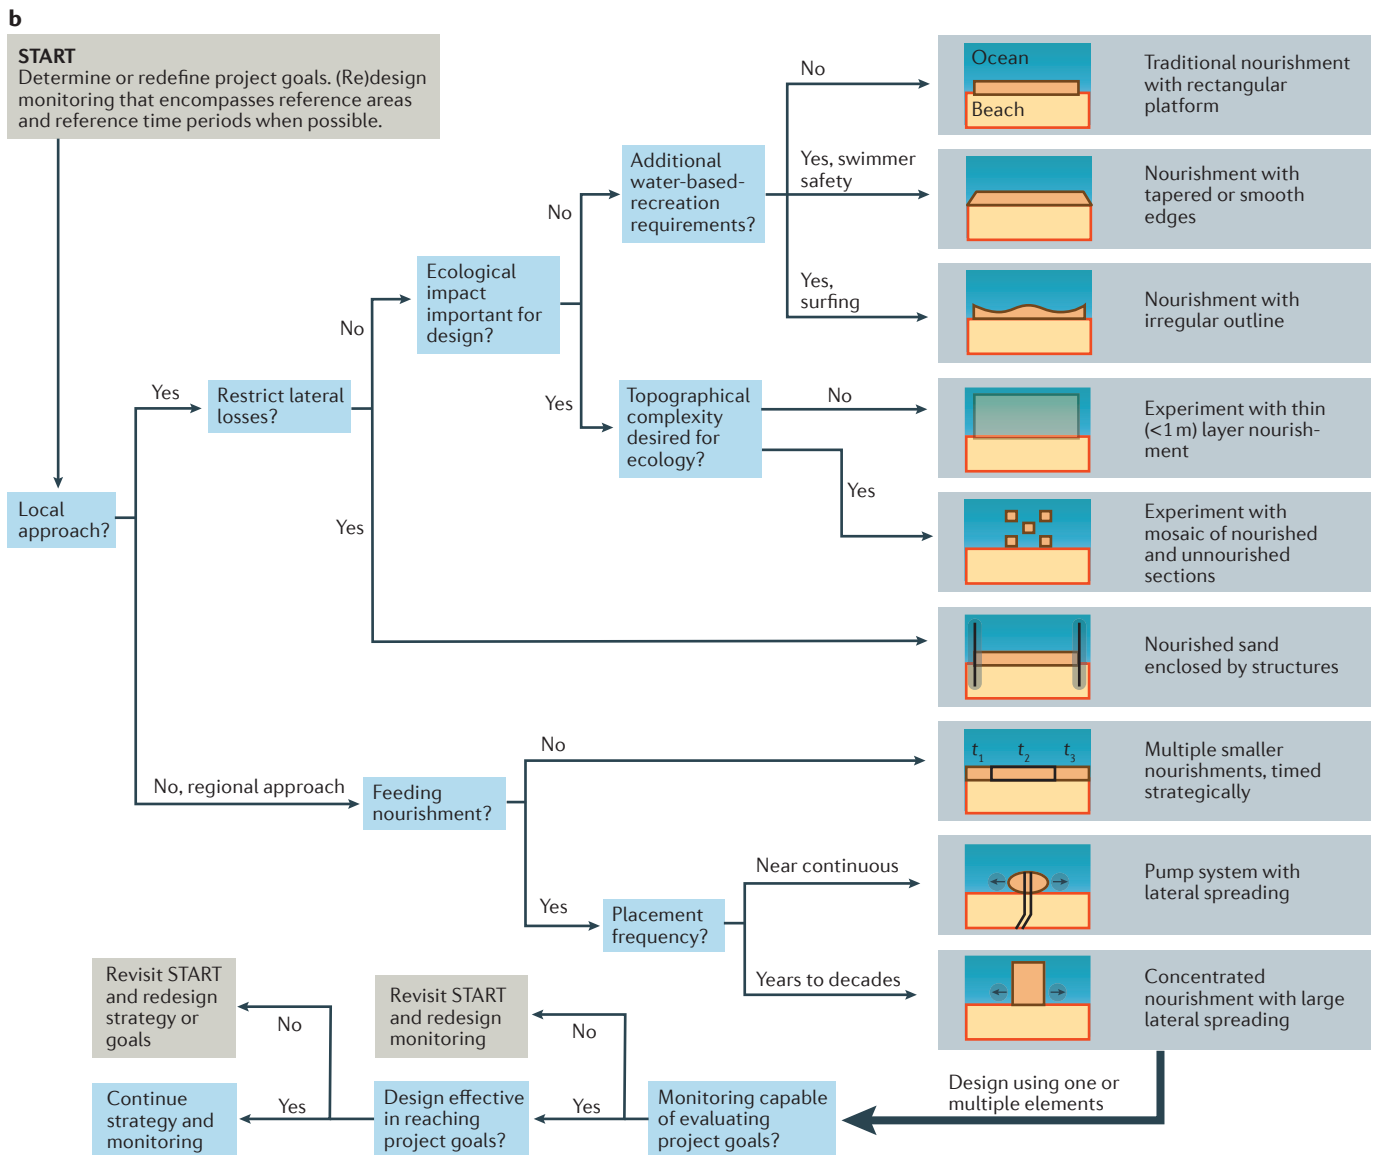 b
START
Determine or redefine project goals. (Re)design
monitoring that encompasses reference areas
and reference time periods when possible.
Local
approach?
Yes
No, regional approach
Restrict lateral
losses?
No
Yes
Ecological
impact
important for
design?
No
Yes
Additional
water-based-
recreation
requirements?
No
Yes, swimmer
safety
Yes,
surfing
Topographical
complexity
desired for
ecology?
No
Yes
Ocean
Beach
Traditional nourishment
with rectangular
platform
Nourishment with
tapered or smooth
edges
Nourishment with
irregular outline
Experiment with thin
(<1 m) layer nourish-
ment
Experiment with
mosaic of nourished
and unnourished
sections
Nourished sand
enclosed by structures
Feeding
nourishment?
No
Yes
t1 t2 t3
Multiple smaller
nourishments, timed
strategically
Placement
frequency?
Near continuous
Years to decades
Pump system with
lateral spreading
Concentrated
nourishment with large
lateral spreading
Design using one or
multiple elements
Monitoring capable
of evaluating
project goals?
No
Yes
Revisit START
and redesign
monitoring
Design effective
in reaching
project goals?
No
Yes
Revisit START
and redesign
strategy or
goals
Continue
strategy and
monitoring